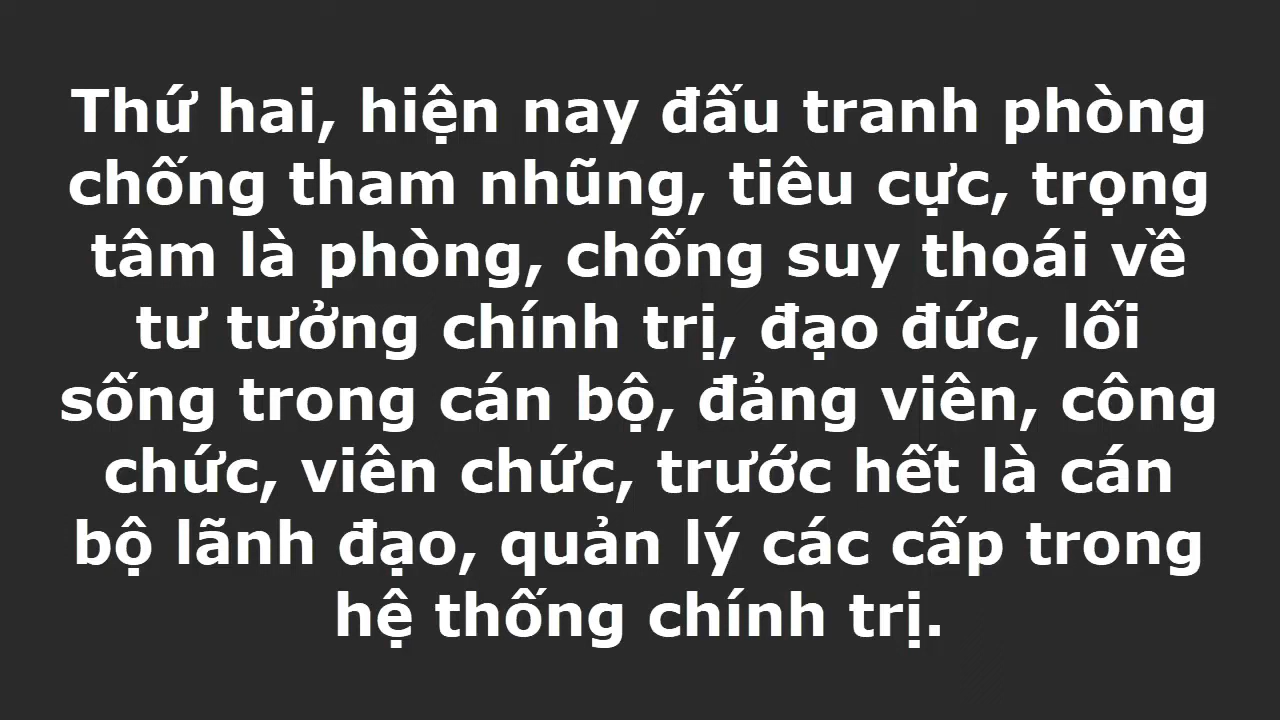 Thứ hai, hiện nay đấu tranh phòng
chống tham nhũng, tiêu cực, trọng
tâm là phòng, chống suy thoái về
tư tưởng chính trị, đạo đức, lối
sống trong cán bộ, đảng viên, công
chức, viên chức, trước hết là cán
bộ lãnh đạo, quản lý các cấp trong
hệ thống chính trị.